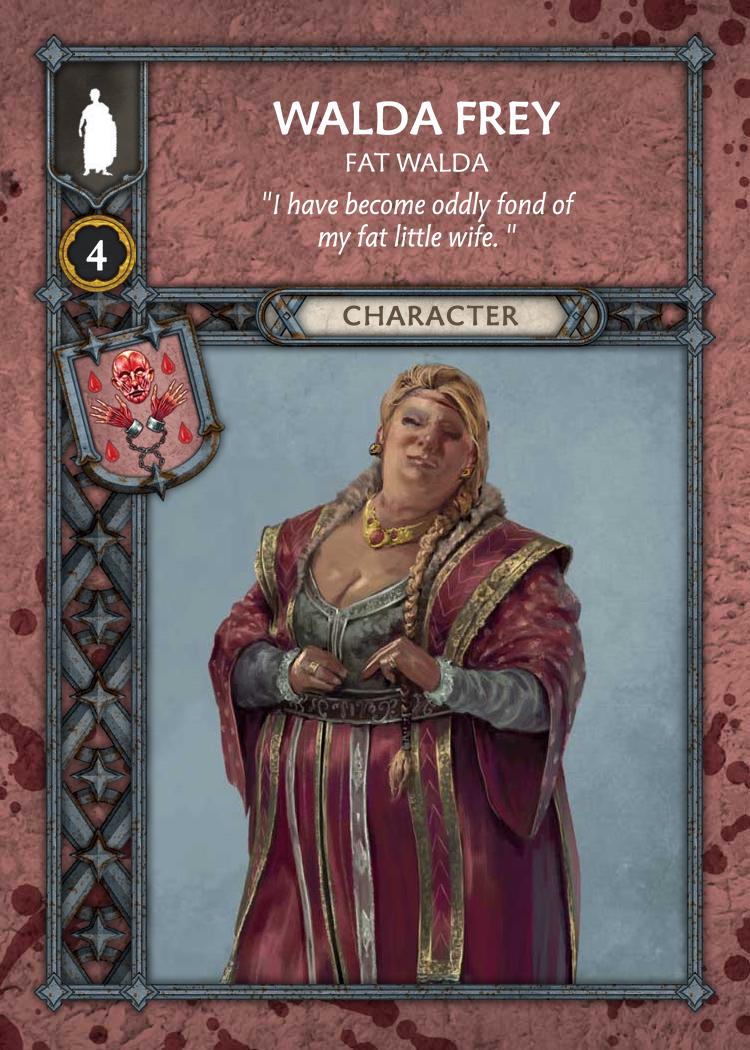 WALDA FREY
FAT WALDA
"I have become oddly fond of
my fat little wife. "
4
CHARACTER